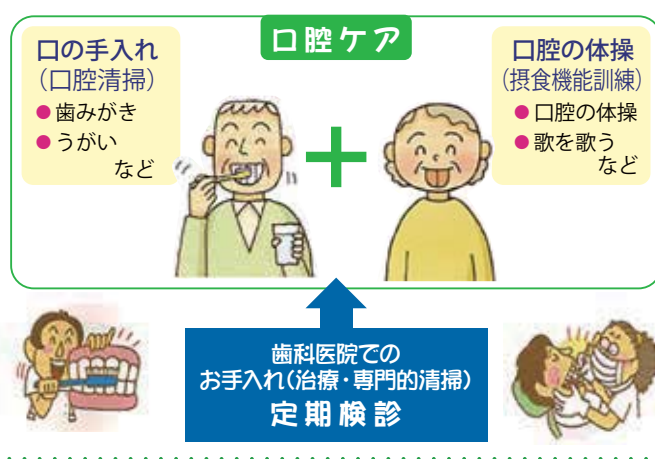 口腔ケア
口の手入れ
（口腔清掃）
●歯みがき
●うがい
など
＋
口腔の体操
（摂食機能訓練）
●口腔の体操
●歌を歌う
など
歯科医院での
お手入れ（治療・専門的清掃）
定期検診